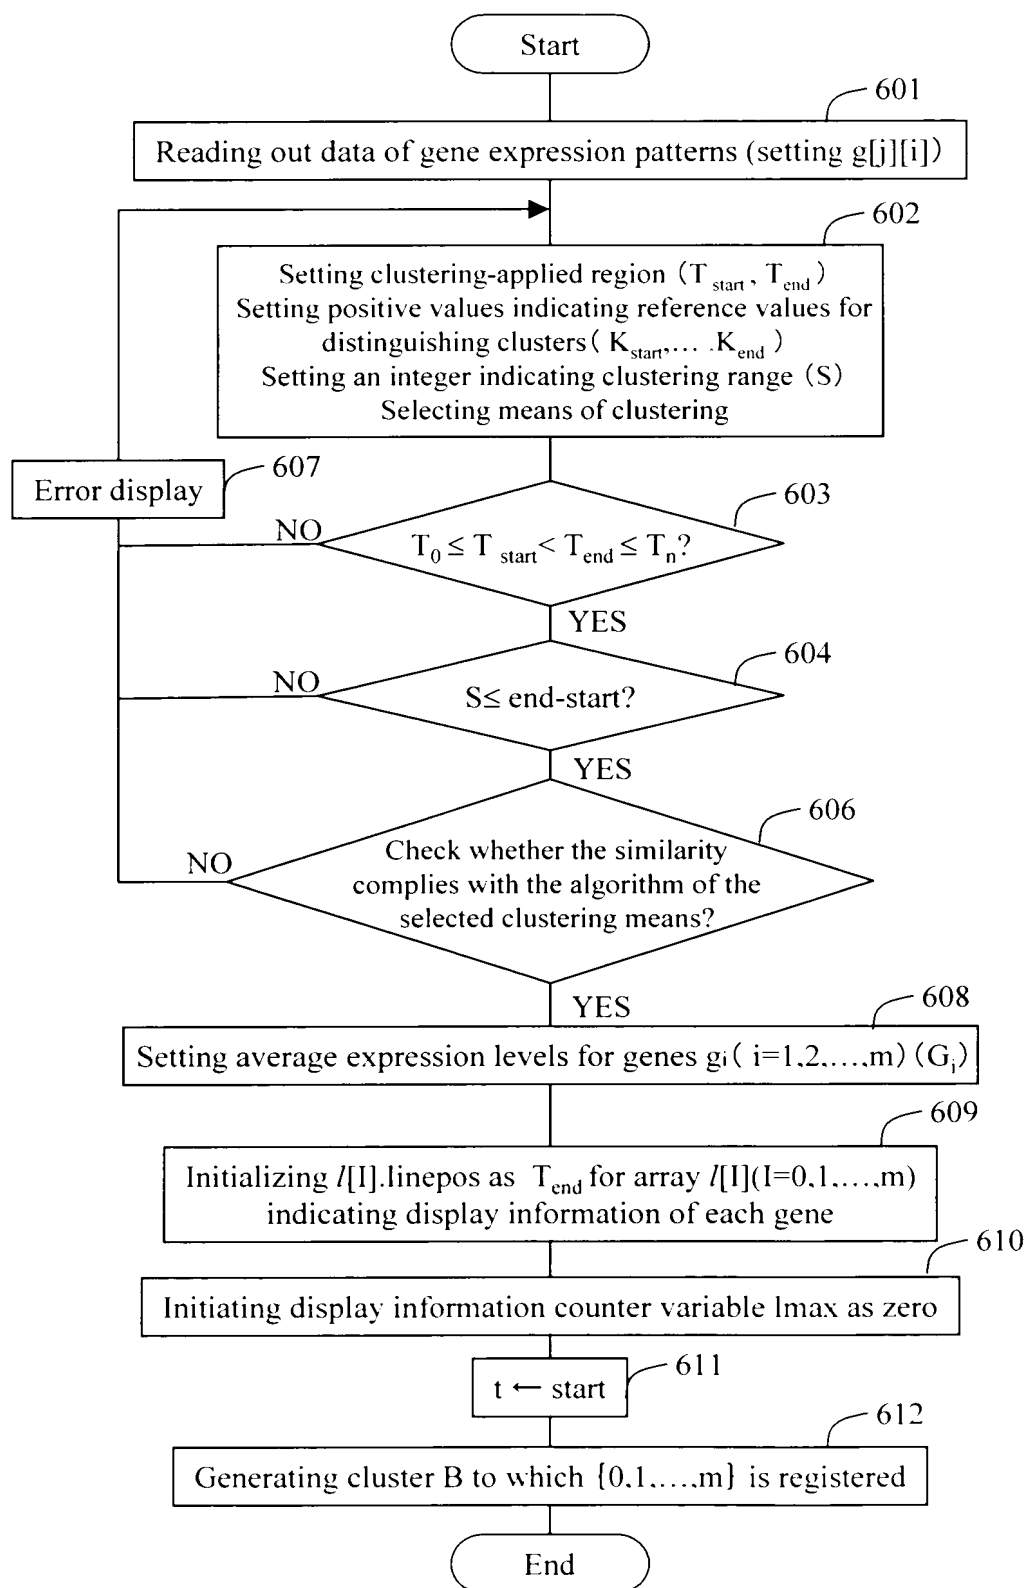 Start
601
Reading out data of gene expression patterns (setting g[j][i])
602
Setting clustering-applied region (T_start, T_end)
Setting positive values indicating reference values for
distinguishing clusters( K_start,... .K_end )
Setting an integer indicating clustering range (S)
Selecting means of clustering
607
Error display
603
NO
T_0 ≤ T_start < T_end ≤ T_n?
YES
604
NO
S≤ end-start?
YES
606
NO
Check whether the similarity
complies with the algorithm of the
selected clustering means?
YES
608
Setting average expression levels for genes gi( i=1,2,...,m)(G_i)
609
Initializing l[I].linepos as T_end for array l[I](I=0,1,...,m)
indicating display information of each gene
610
Initiating display information counter variable lmax as zero
611
t ← start
612
Generating cluster B to which {0,1,...,m} is registered
End